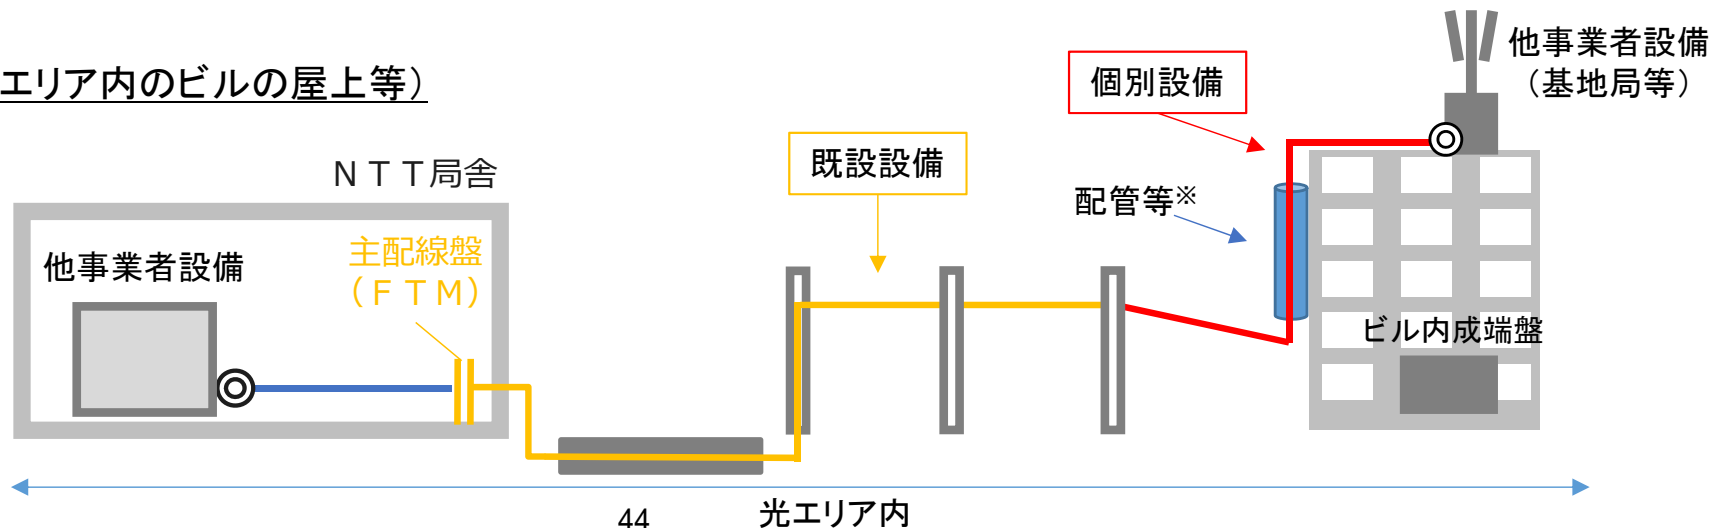 エリア内のビルの屋上等）
他事業者設備
（基地局等）
個別設備
既設設備
ＮＴＴ局舎
配管等※
他事業者設備
主配線盤
（ＦＴＭ）
ビル内成端盤
光エリア内
44